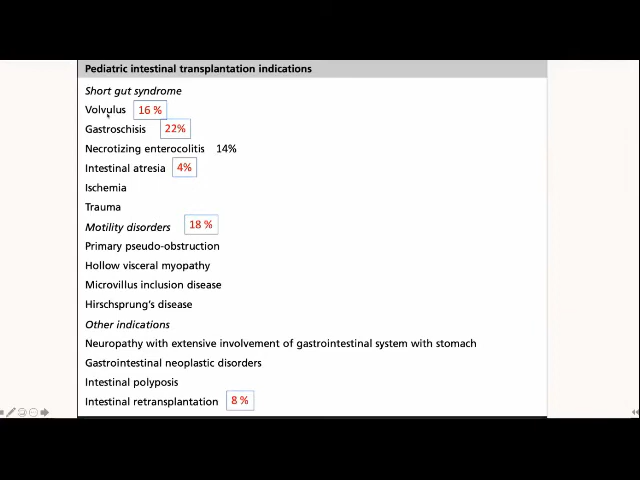 Pediatric intestinal transplantation indications
Short gut syndrome
Volvulus 16 %
Gastroschisis 22%
Necrotizing enterocolitis 14%
Intestinal atresia 4%
Ischemia
Trauma
Motility disorders 18 %
Primary pseudo-obstruction
Hollow visceral myopathy
Microvillus inclusion disease
Hirschsprung's disease
Other indications
Neuropathy with extensive involvement of gastrointestinal system with stomach
Gastrointestinal neoplastic disorders
Intestinal polyposis
Intestinal retransplantation 8 %